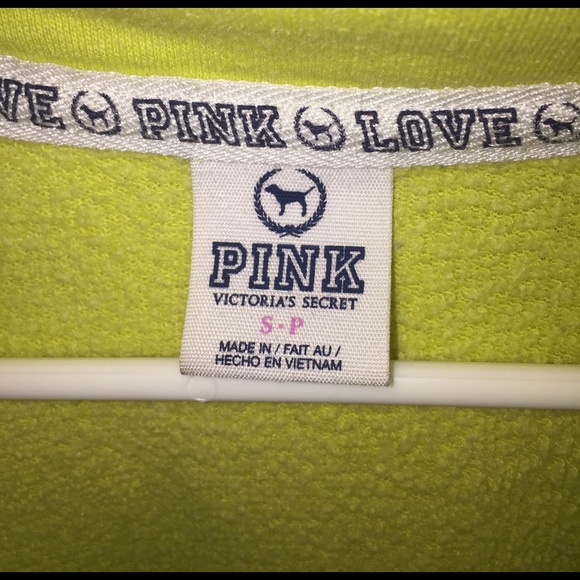 VE PINK LOVE
PINK
VICTORIA'S SECRET
S·P
MADE IN / FAIT AU /
HECHO EN VIETNAM